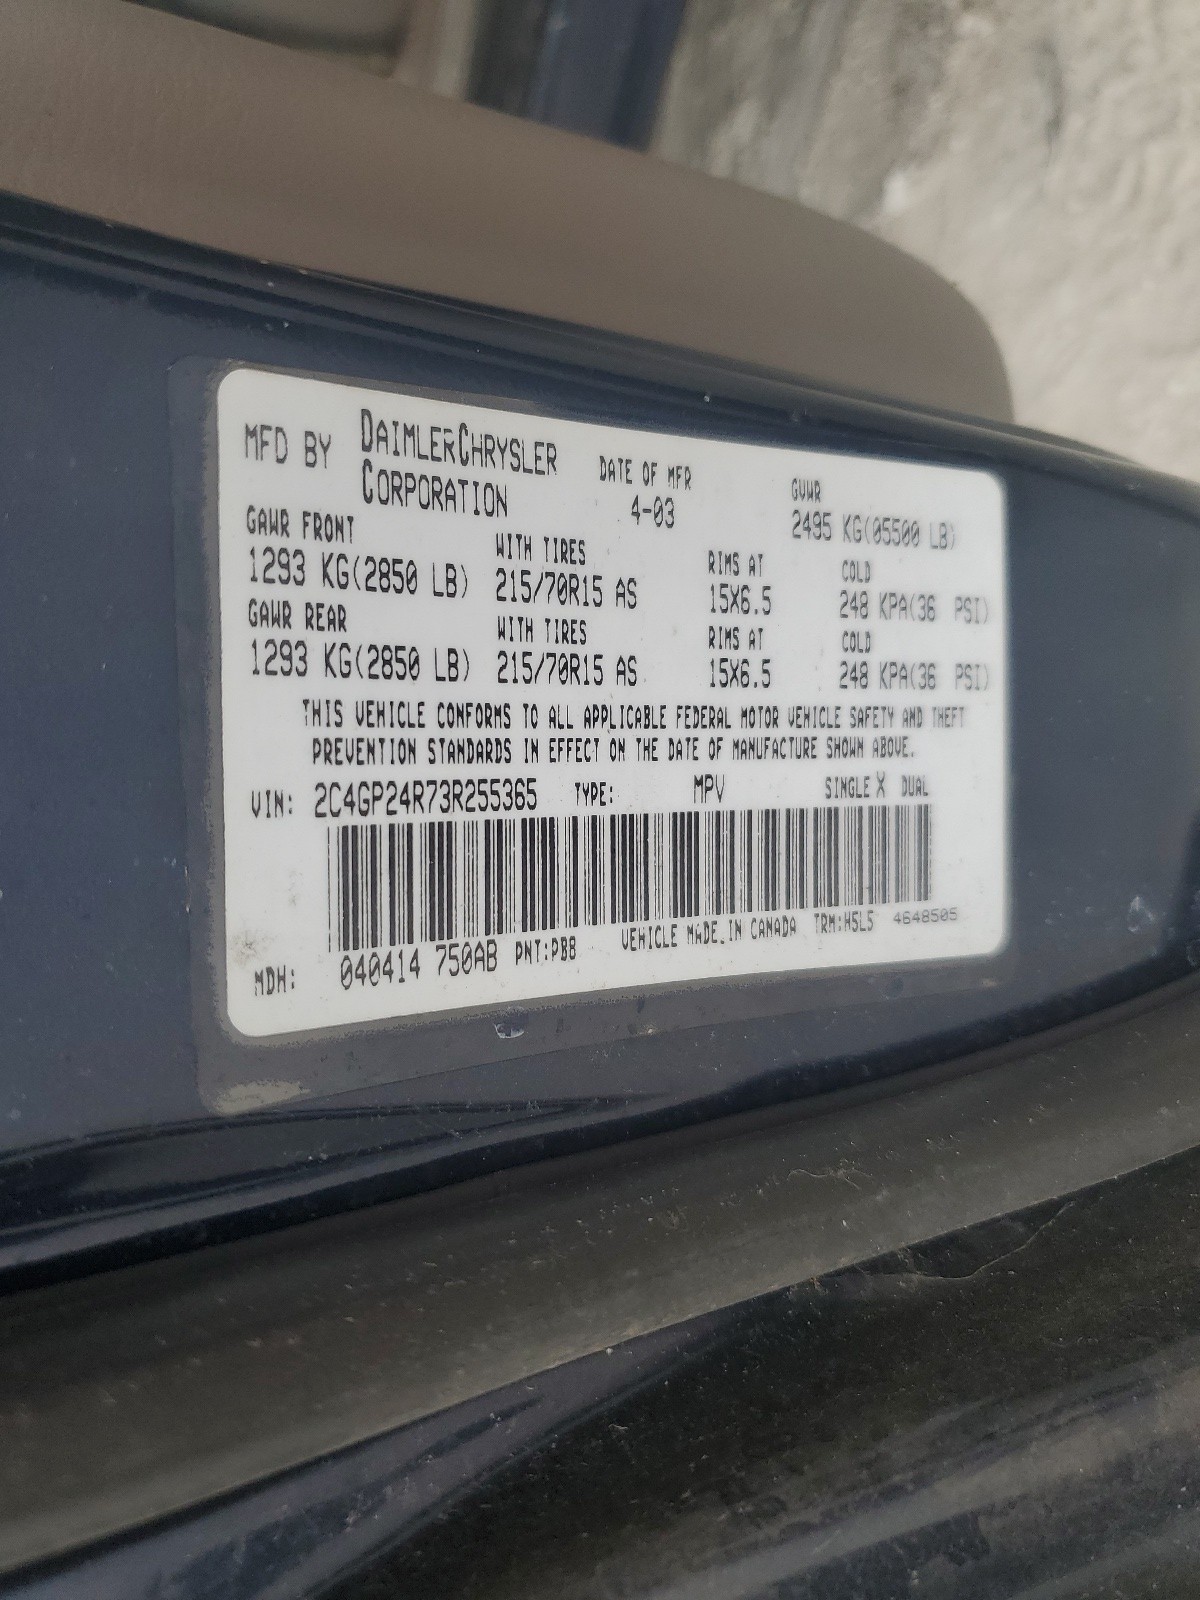 MFD BY DAIMLERCHRYSLER CORPORATION DATE OF MFR 4-03 GVWR 2495 KG(05500 LB)
GAWR FRONT WITH TIRES RIMS AT COLD
1293 KG(2850 LB) 215/70R15 AS 15X6.5 248 KPA(36 PSI)
GAWR REAR WITH TIRES RIMS AT COLD
1293 KG(2850 LB) 215/70R15 AS 15X6.5 248 KPA(36 PSI)
THIS VEHICLE CONFORMS TO ALL APPLICABLE FEDERAL MOTOR VEHICLE SAFETY AND THEFT
PREVENTION STANDARDS IN EFFECT ON THE DATE OF MANUFACTURE SHOWN ABOVE.
VIN: 2C4GP24R73R255365 TYPE: MPV SINGLE X DUAL
MDH: 040414 750AB PNT:PBB VEHICLE MADE IN CANADA TRM:H5L5 4648505